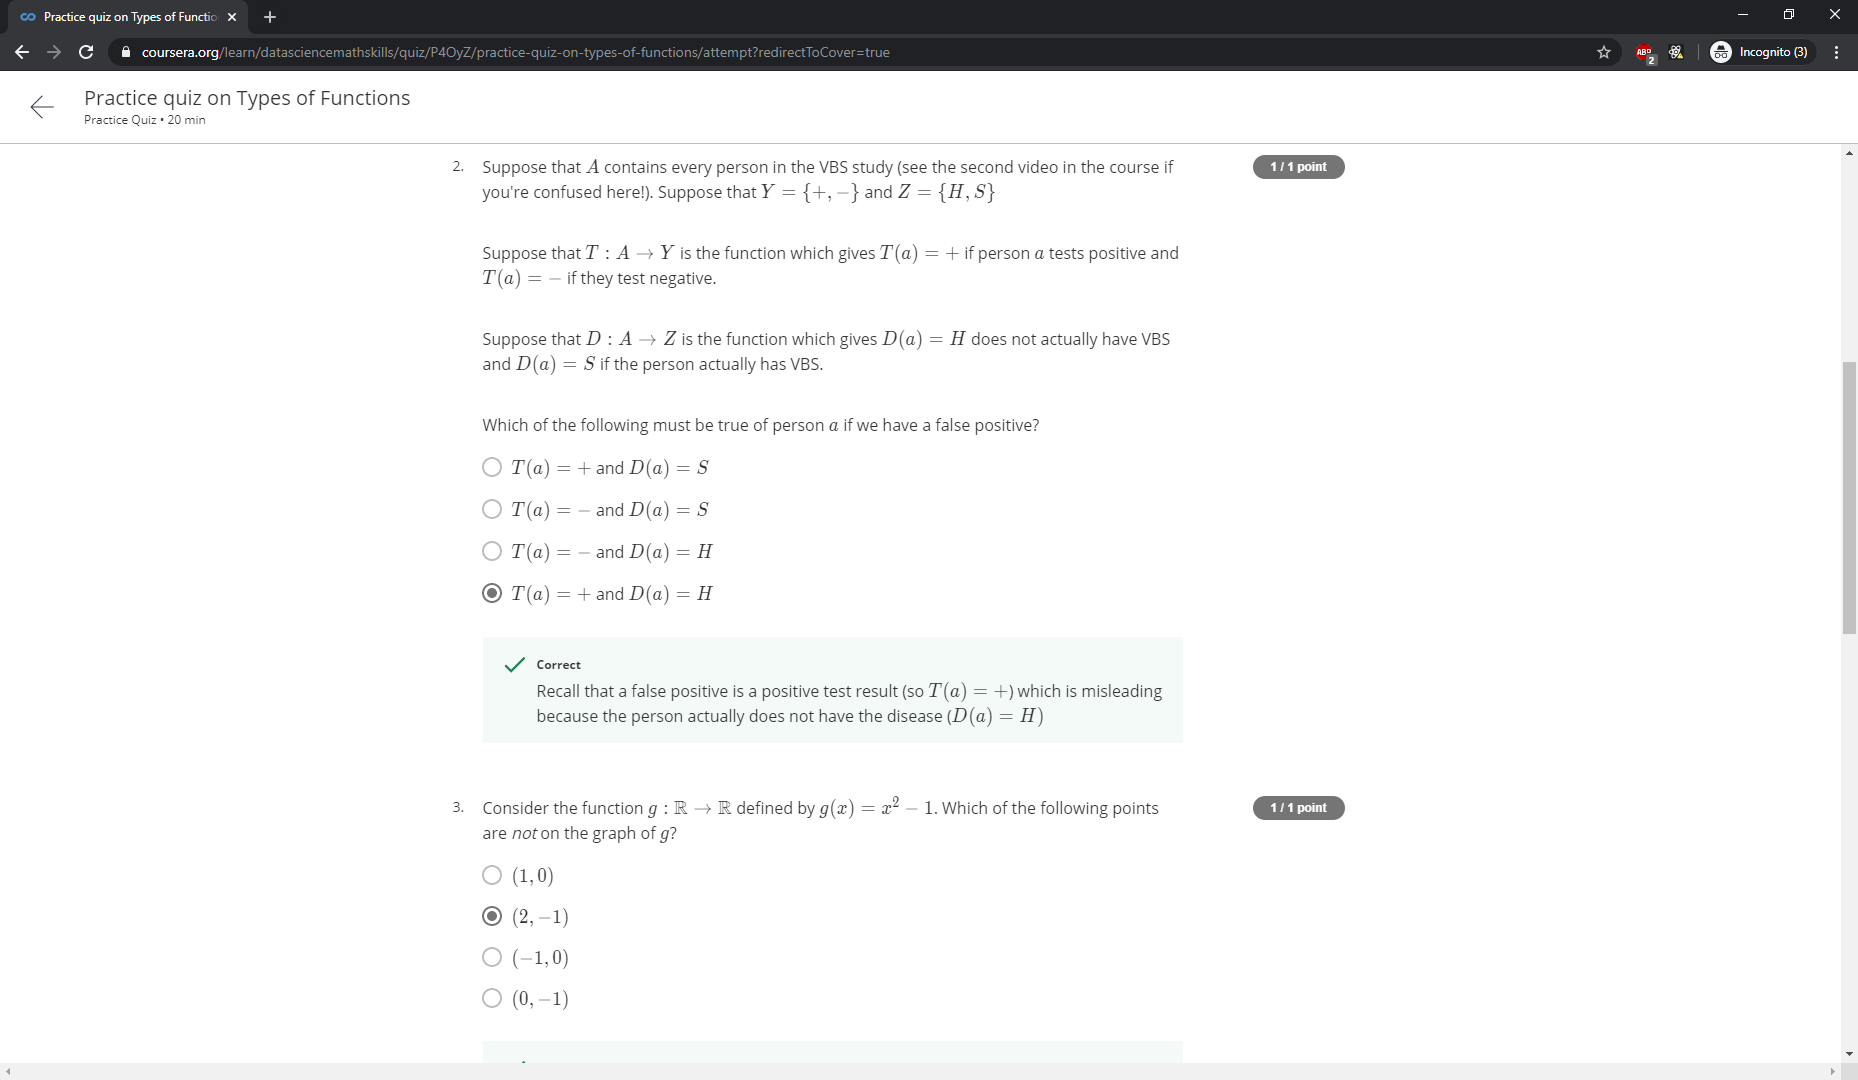 Practice quiz on Types of Functio
coursera.org/learn/datasciencemathskills/quiz/P4OyZ/practice-quiz-on-types-of-functions/attempt?redirectToCover=true
ABP
2
Incognito (3)
Practice quiz on Types of Functions
Practice Quiz • 20 min
2. Suppose that A contains every person in the VBS study (see the second video in the course if
1 / 1 point
you're confused here!). Suppose that Y = {+, −} and Z = {H, S}
Suppose that T : A → Y is the function which gives T(a) = + if person a tests positive and
T(a) = − if they test negative.
Suppose that D : A → Z is the function which gives D(a) = H does not actually have VBS
and D(a) = S if the person actually has VBS.
Which of the following must be true of person a if we have a false positive?
T(a) = + and D(a) = S
T(a) = − and D(a) = S
T(a) = − and D(a) = H
T(a) = + and D(a) = H
Correct
Recall that a false positive is a positive test result (so T(a) = +) which is misleading
because the person actually does not have the disease (D(a) = H)
3. Consider the function g : ℝ → ℝ defined by g(x) = x² − 1. Which of the following points
1 / 1 point
are not on the graph of g?
(1, 0)
(2, −1)
(−1, 0)
(0, −1)